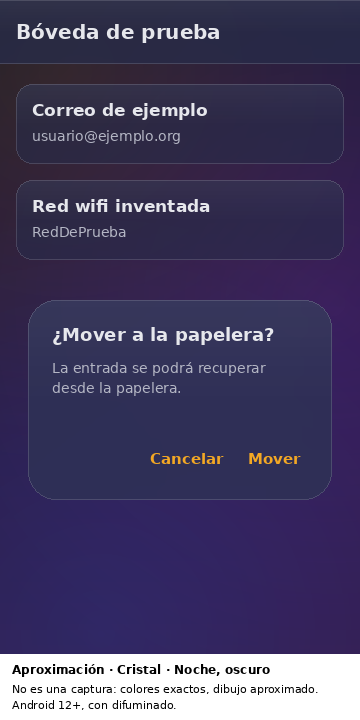 Bóveda de prueba
Correo de ejemplo
usuario@ejemplo.org
Red wifi inventada
RedDePrueba
¿Mover a la papelera?
La entrada se podrá recuperar
desde la papelera.
Cancelar Mover
Aproximación · Cristal · Noche, oscuro
No es una captura: colores exactos, dibujo aproximado.
Android 12+, con difuminado.